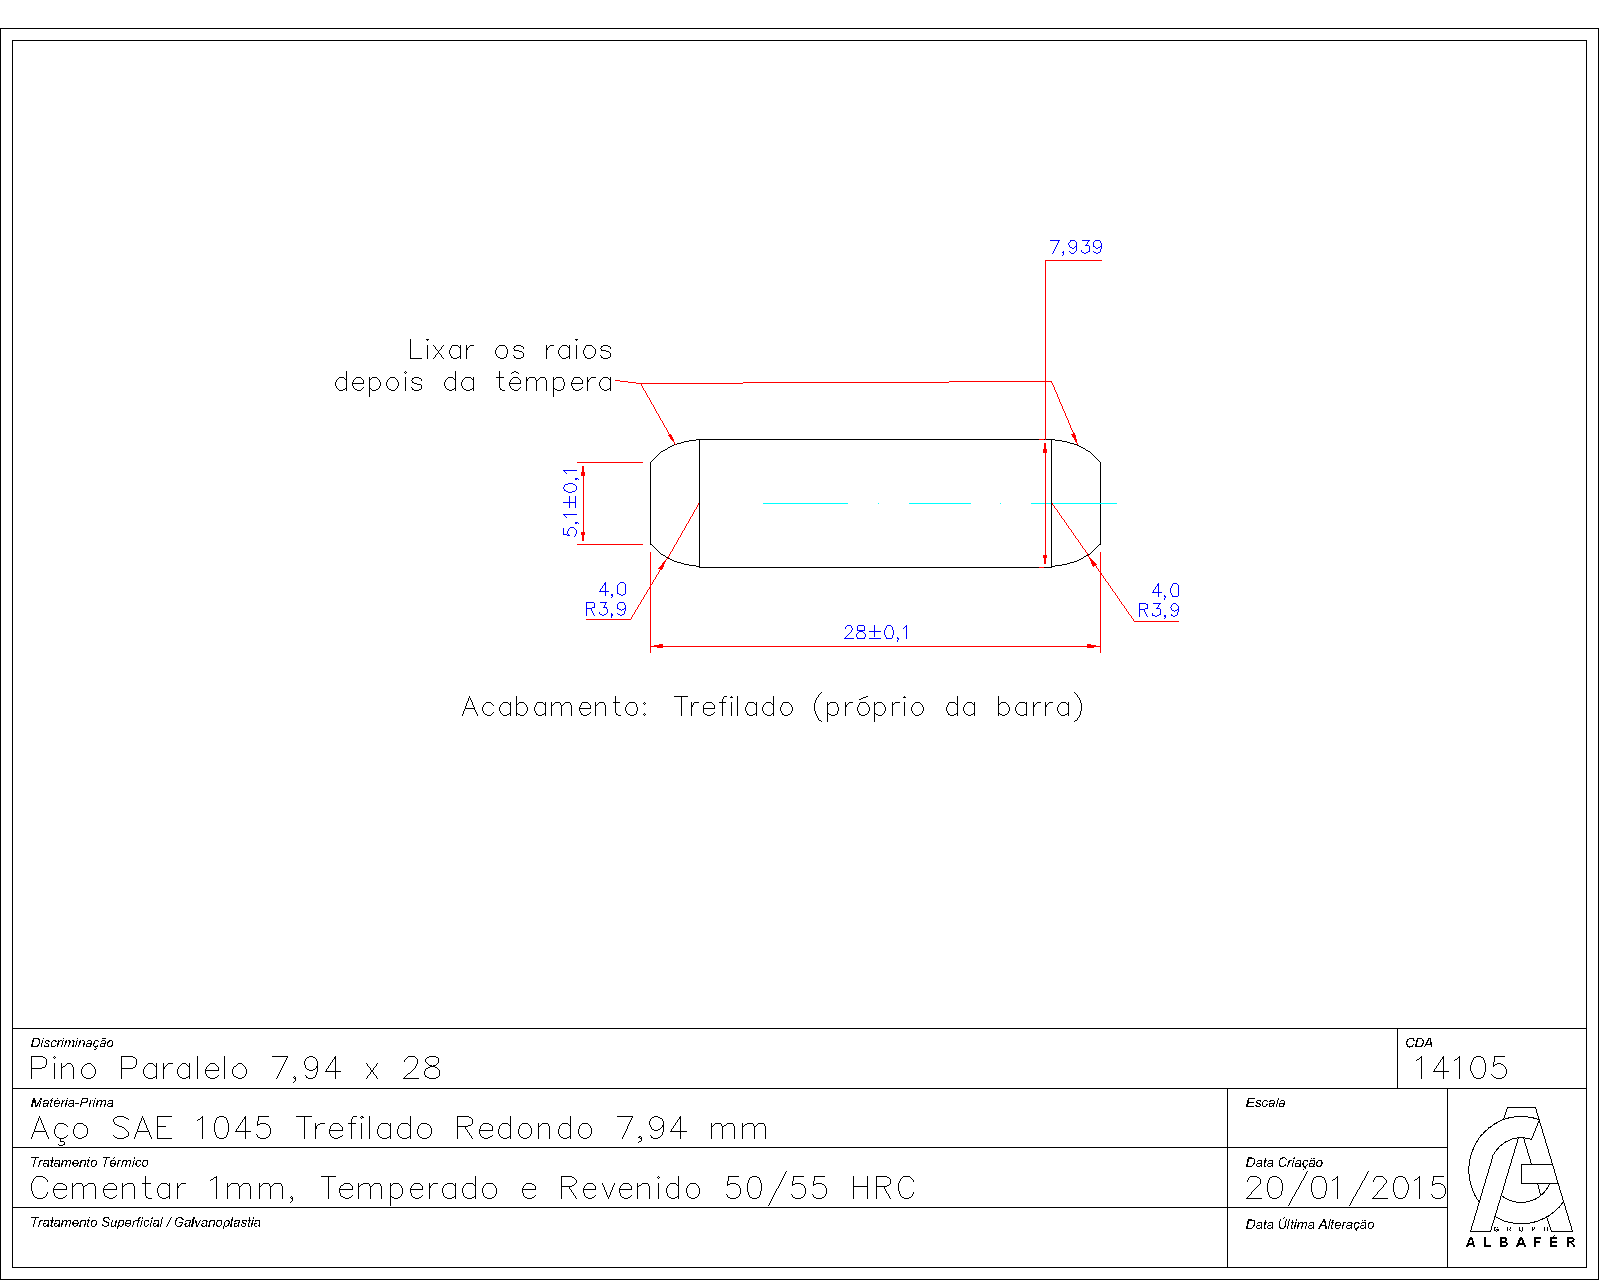 7,939
Lixar os raios
depois da têmpera
5,1±0,1
4,0
R3,9
4,0
R3,9
28±0,1
Acabamento: Trefilado (próprio da barra)
Discriminação
Pino Paralelo 7,94 x 28
CDA
14105
Matéria-Prima
Aço SAE 1045 Trefilado Redondo 7,94 mm
Escala
Tratamento Térmico
Cementar 1mm, Temperado e Revenido 50/55 HRC
Data Criação
20/01/2015
Tratamento Superficial / Galvanoplastia
Data Última Alteração
ALBAFÉR